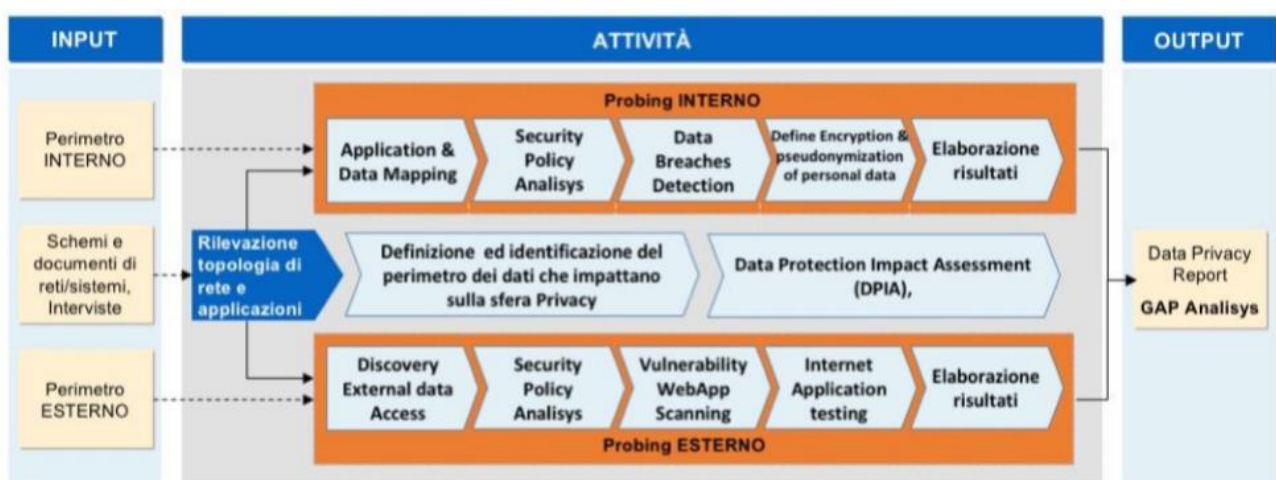 INPUT
ATTIVITÀ
OUTPUT
Perimetro
INTERNO
Schemi e
documenti di
reti/sistemi,
Interviste
Perimetro
ESTERNO
Rilevazione
topologia di
rete e
applicazioni
Probing INTERNO
Application &
Data Mapping
Security
Policy
Analisys
Data
Breaches
Detection
Define Encryption &
pseudonymization
of personal data
Elaborazione
risultati
Definizione ed identificazione del
perimetro dei dati che impattano
sulla sfera Privacy
Data Protection Impact Assessment
(DPIA),
Discovery
External data
Access
Security
Policy
Analisys
Vulnerability
WebApp
Scanning
Internet
Application
testing
Elaborazione
risultati
Probing ESTERNO
Data Privacy
Report
GAP Analisys